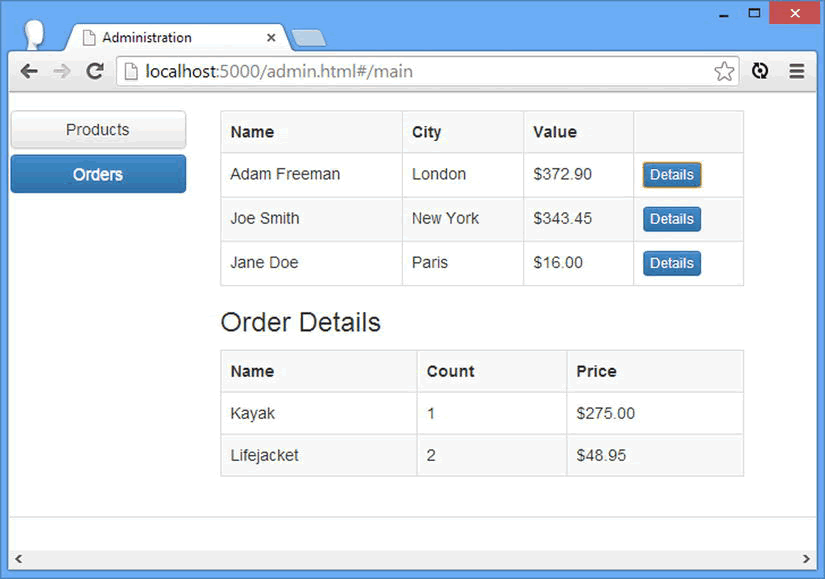 Administration
localhost:5000/admin.html#/main
Products
Orders
Name City Value
Adam Freeman London $372.90 Details
Joe Smith New York $343.45 Details
Jane Doe Paris $16.00 Details
Order Details
Name Count Price
Kayak 1 $275.00
Lifejacket 2 $48.95